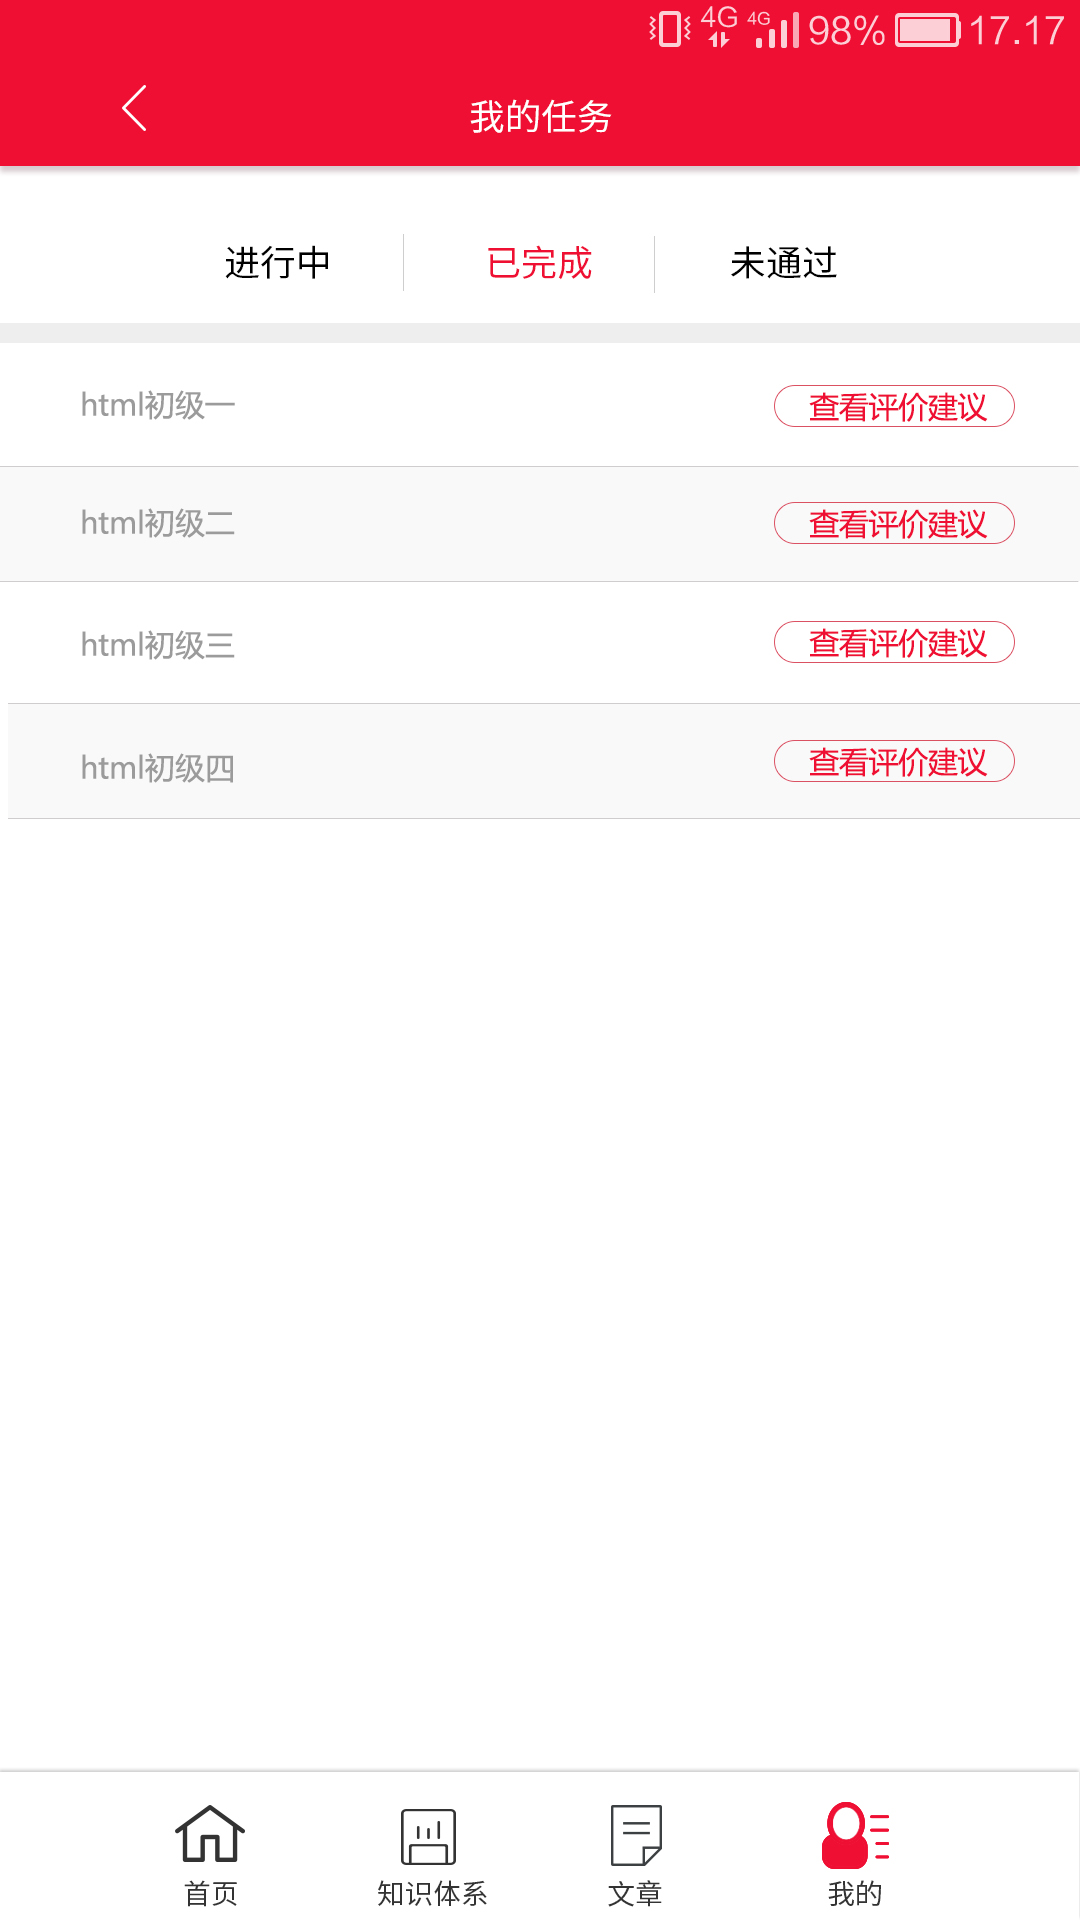 4G 4G 98% 17.17
我的任务
进行中 已完成 未通过
html初级一 查看评价建议
html初级二 查看评价建议
html初级三 查看评价建议
html初级四 查看评价建议
首页 知识体系 文章 我的